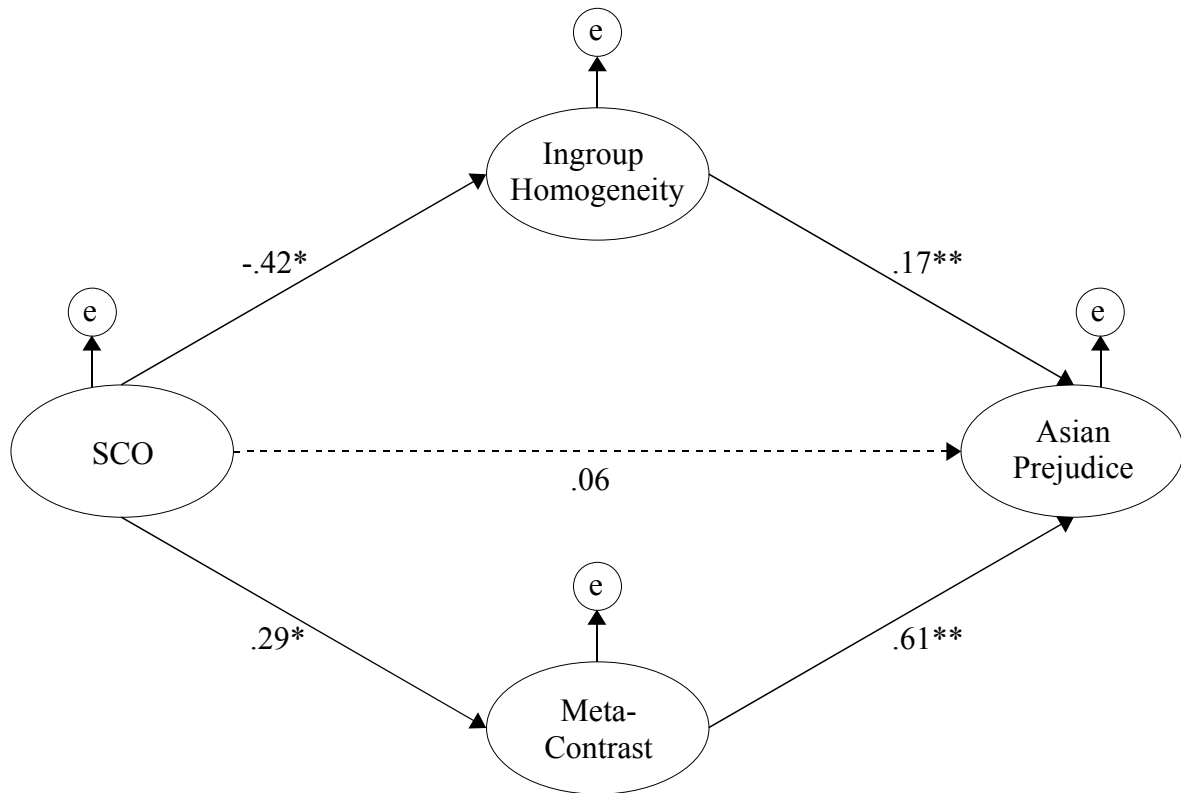 e
Ingroup
Homogeneity
-.42*
.17**
e
e
SCO
Asian
Prejudice
.06
e
.29*
.61**
Meta-
Contrast